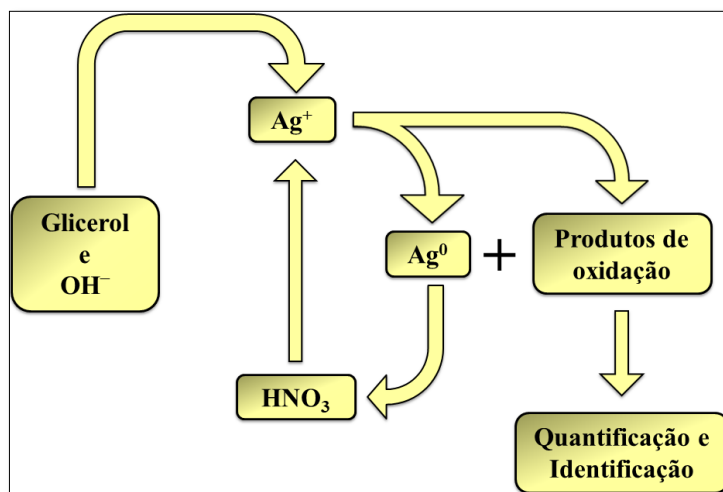 Ag⁺
Glicerol
e
OH⁻
Ag⁰
+
Produtos de
oxidação
HNO₃
Quantificação e
Identificação